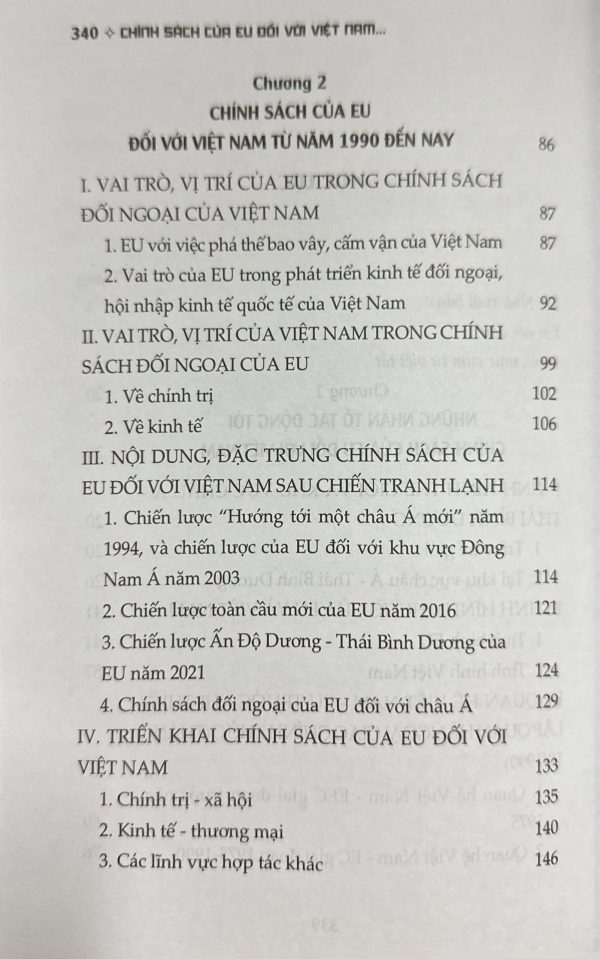 340 ✧ CHÍNH SÁCH CỦA EU ĐỐI VỚI VIỆT NAM...
Chương 2
CHÍNH SÁCH CỦA EU
ĐỐI VỚI VIỆT NAM TỪ NĂM 1990 ĐẾN NAY 86
I. VAI TRÒ, VỊ TRÍ CỦA EU TRONG CHÍNH SÁCH
ĐỐI NGOẠI CỦA VIỆT NAM 87
1. EU với việc phá thế bao vây, cấm vận của Việt Nam 87
2. Vai trò của EU trong phát triển kinh tế đối ngoại,
hội nhập kinh tế quốc tế của Việt Nam 92
II. VAI TRÒ, VỊ TRÍ CỦA VIỆT NAM TRONG CHÍNH
SÁCH ĐỐI NGOẠI CỦA EU 99
1. Về chính trị 102
2. Về kinh tế 106
III. NỘI DUNG, ĐẶC TRƯNG CHÍNH SÁCH CỦA
EU ĐỐI VỚI VIỆT NAM SAU CHIẾN TRANH LẠNH 114
1. Chiến lược “Hướng tới một châu Á mới” năm
1994, và chiến lược của EU đối với khu vực Đông
Nam Á năm 2003 114
2. Chiến lược toàn cầu mới của EU năm 2016 121
3. Chiến lược Ấn Độ Dương - Thái Bình Dương của
EU năm 2021 124
4. Chính sách đối ngoại của EU đối với châu Á 129
IV. TRIỂN KHAI CHÍNH SÁCH CỦA EU ĐỐI VỚI
VIỆT NAM 133
1. Chính trị - xã hội 135
2. Kinh tế - thương mại 140
3. Các lĩnh vực hợp tác khác 146